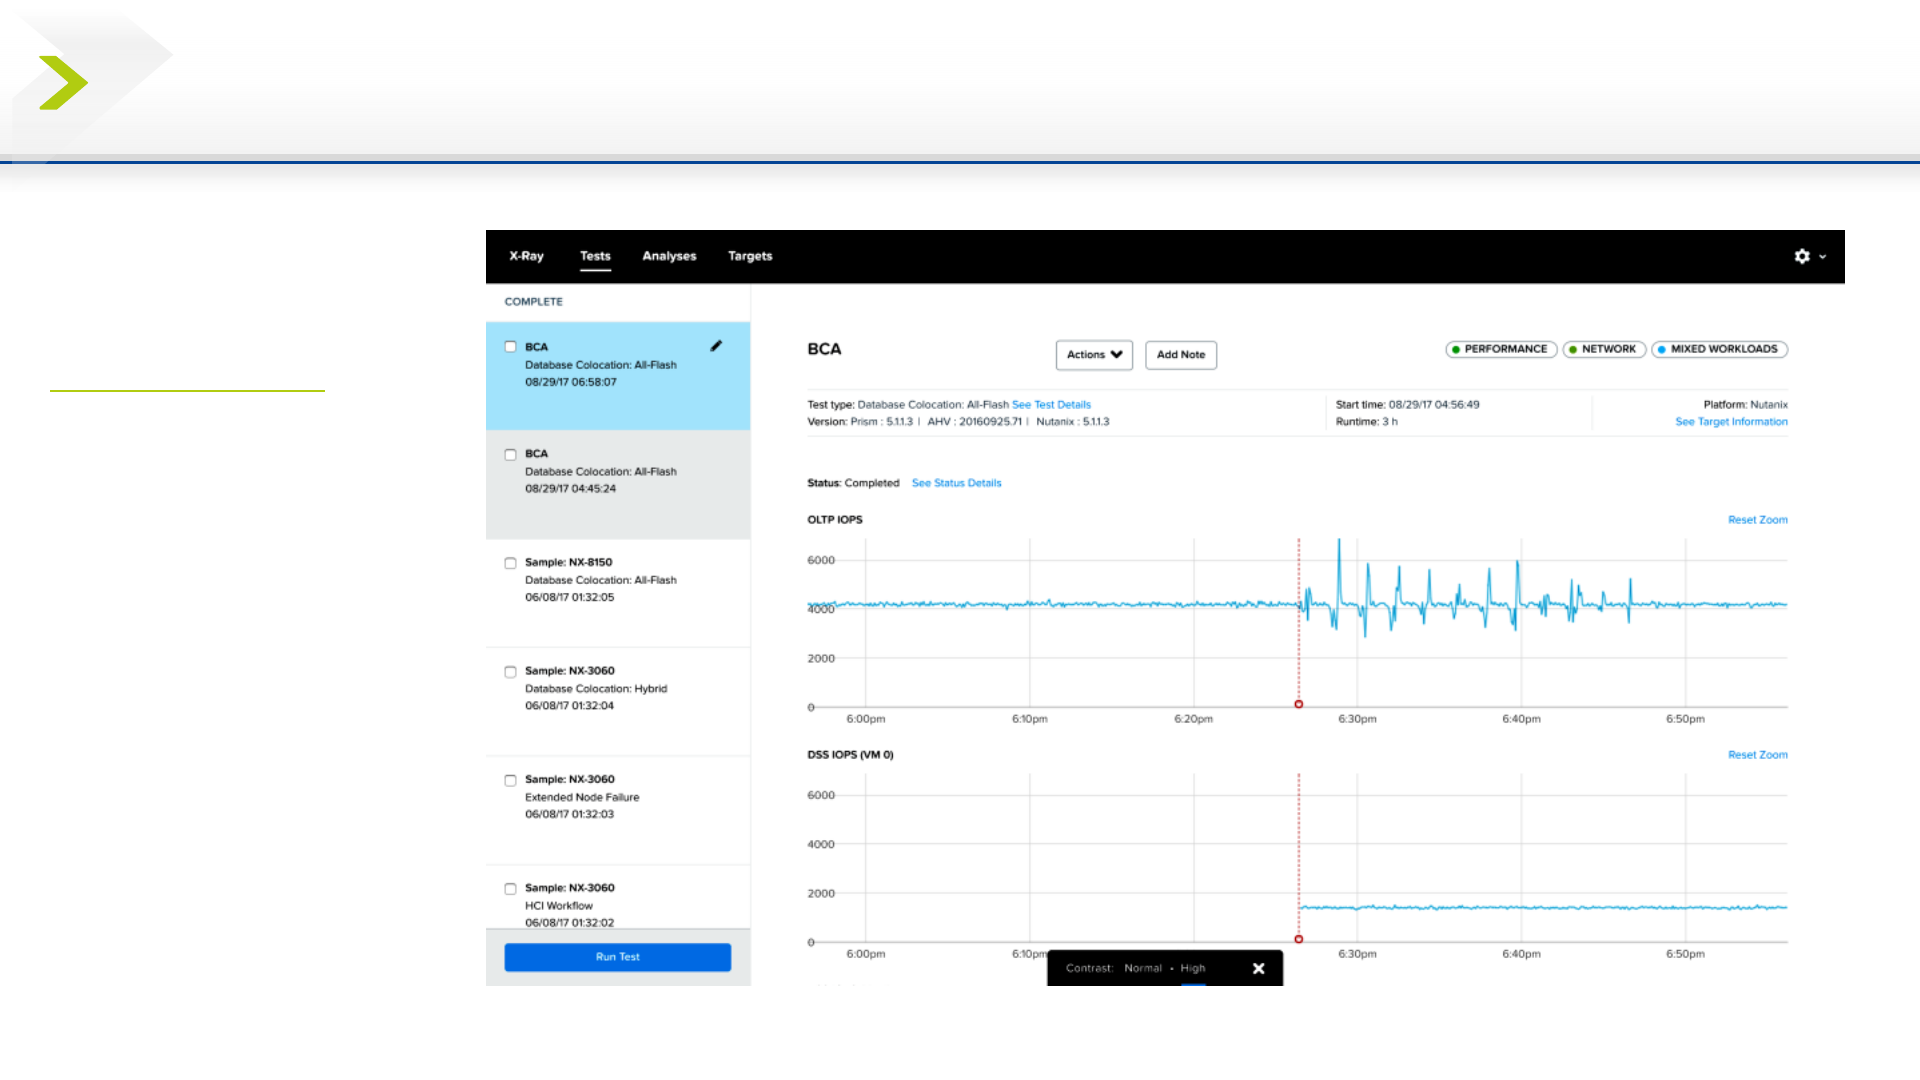 X-Ray Tests Analyses Targets
COMPLETE
BCA
Database Colocation: All-Flash
08/29/17 06:58:07
BCA
Database Colocation: All-Flash
08/29/17 04:45:24
Sample: NX-8150
Database Colocation: All-Flash
06/08/17 01:32:05
Sample: NX-3060
Database Colocation: Hybrid
06/08/17 01:32:04
Sample: NX-3060
Extended Node Failure
06/08/17 01:32:03
Sample: NX-3060
HCI Workflow
06/08/17 01:32:02
Run Test
BCA
Actions Add Note
PERFORMANCE NETWORK MIXED WORKLOADS
Test type: Database Colocation: All-Flash See Test Details
Version: Prism : 5.1.1.3 | AHV : 20160925.71 | Nutanix : 5.1.1.3
Start time: 08/29/17 04:56:49
Runtime: 3 h
Platform: Nutanix
See Target Information
Status: Completed See Status Details
OLTP IOPS Reset Zoom
6000
4000
2000
0
6:00pm 6:10pm 6:20pm 6:30pm 6:40pm 6:50pm
DSS IOPS (VM 0) Reset Zoom
6000
4000
2000
0
6:00pm 6:10pm 6:30pm 6:40pm 6:50pm
Contrast: Normal • High